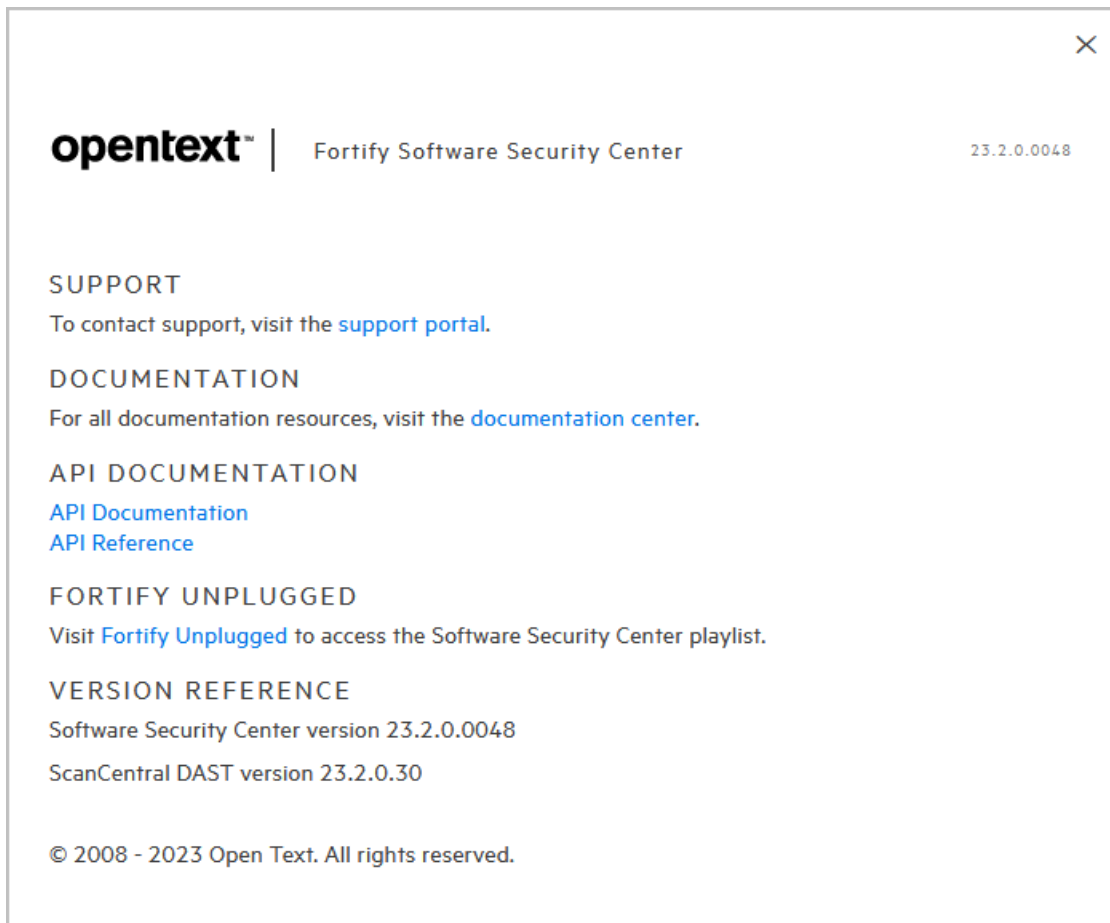 opentext™ | Fortify Software Security Center 23.2.0.0048
SUPPORT
To contact support, visit the support portal.
DOCUMENTATION
For all documentation resources, visit the documentation center.
API DOCUMENTATION
API Documentation
API Reference
FORTIFY UNPLUGGED
Visit Fortify Unplugged to access the Software Security Center playlist.
VERSION REFERENCE
Software Security Center version 23.2.0.0048
ScanCentral DAST version 23.2.0.30
© 2008 - 2023 Open Text. All rights reserved.